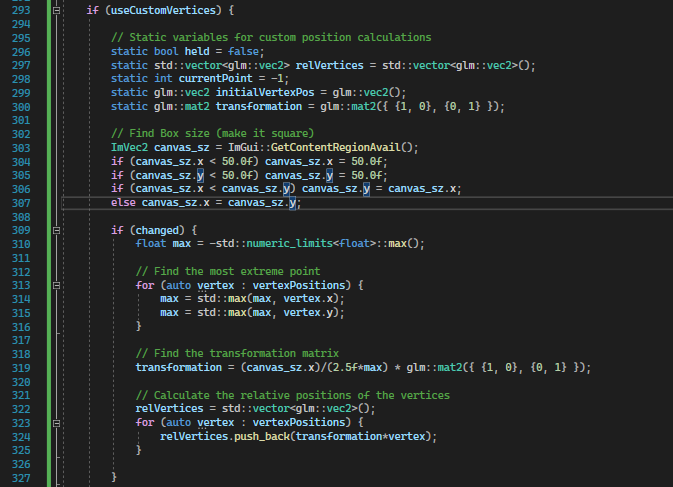 293 if (useCustomVertices) {
294
295 // Static variables for custom position calculations
296 static bool held = false;
297 static std::vector<glm::vec2> relVertices = std::vector<glm::vec2>();
298 static int currentPoint = -1;
299 static glm::vec2 initialVertexPos = glm::vec2();
300 static glm::mat2 transformation = glm::mat2({ {1, 0}, {0, 1} });
301
302 // Find Box size (make it square)
303 ImVec2 canvas_sz = ImGui::GetContentRegionAvail();
304 if (canvas_sz.x < 50.0f) canvas_sz.x = 50.0f;
305 if (canvas_sz.y < 50.0f) canvas_sz.y = 50.0f;
306 if (canvas_sz.x < canvas_sz.y) canvas_sz.y = canvas_sz.x;
307 else canvas_sz.x = canvas_sz.y;
308
309 if (changed) {
310 float max = -std::numeric_limits<float>::max();
311
312 // Find the most extreme point
313 for (auto vertex : vertexPositions) {
314 max = std::max(max, vertex.x);
315 max = std::max(max, vertex.y);
316 }
317
318 // Find the transformation matrix
319 transformation = (canvas_sz.x)/(2.5f*max) * glm::mat2({ {1, 0}, {0, 1} });
320
321 // Calculate the relative positions of the vertices
322 relVertices = std::vector<glm::vec2>();
323 for (auto vertex : vertexPositions) {
324 relVertices.push_back(transformation*vertex);
325 }
326
327 }